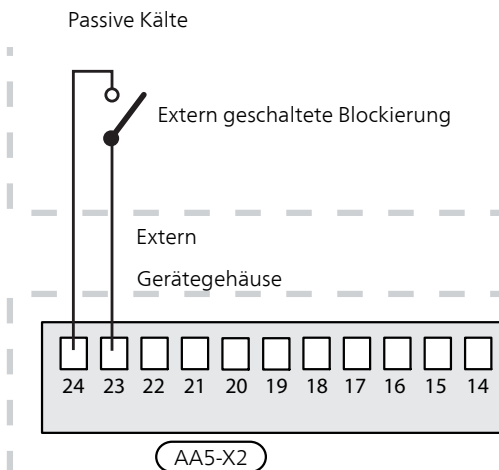 Passive Kälte
Extern geschaltete Blockierung
Extern
Gerätegehäuse
24 23 22 21 20 19 18 17 16 15 14
AA5-X2